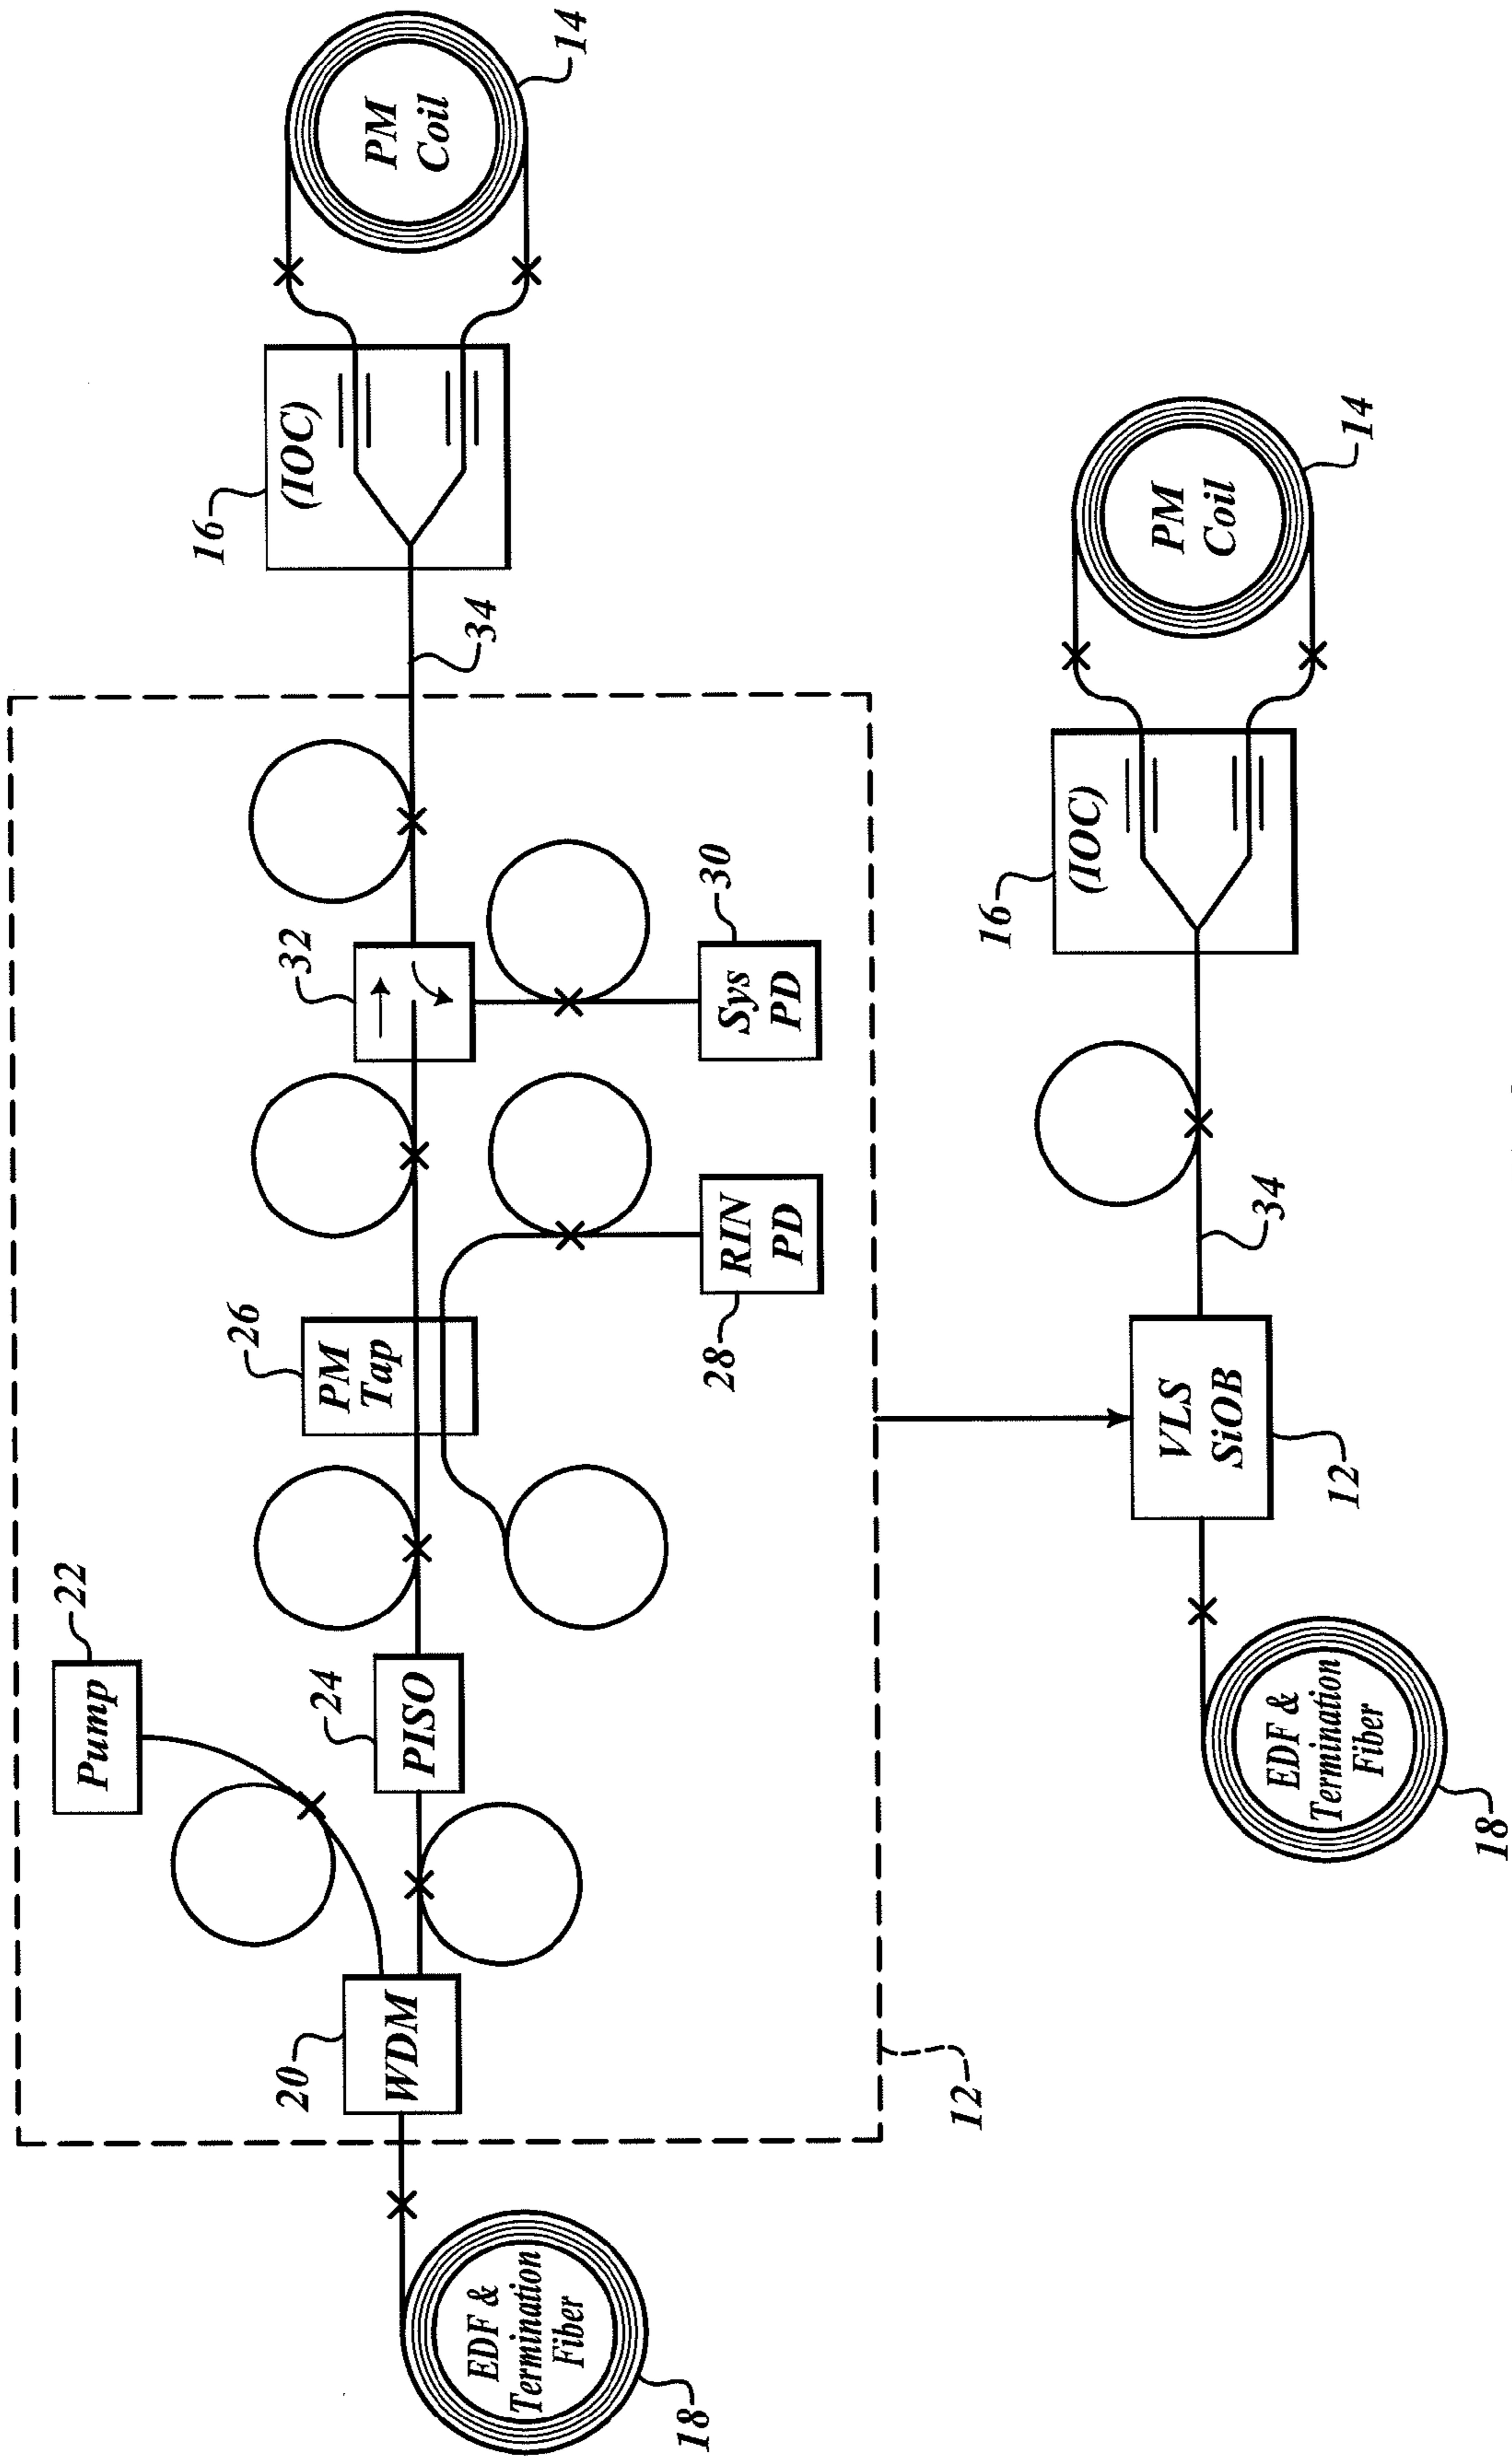 22
Pump
20
WDM
24
PISO
26
PM
Tap
28
RIN
PD
32
30
Sys
PD
34
16
(IOC)
PM
Coil
14
EDF &
Termination
Fiber
18
12
EDF &
Termination
Fiber
18
VLS
SiOB
12
34
16
(IOC)
PM
Coil
14